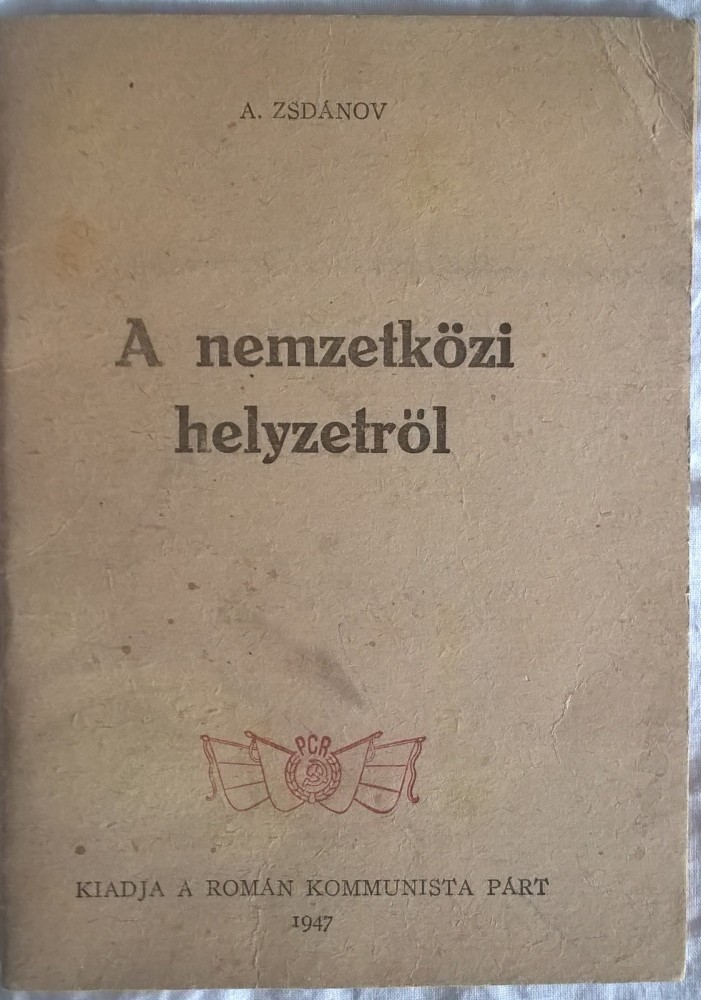 A. ZSDÁNOV
A nemzetközi
helyzetröl
PCR
KIADJA A ROMÁN KOMMUNISTA PÁRT
1947